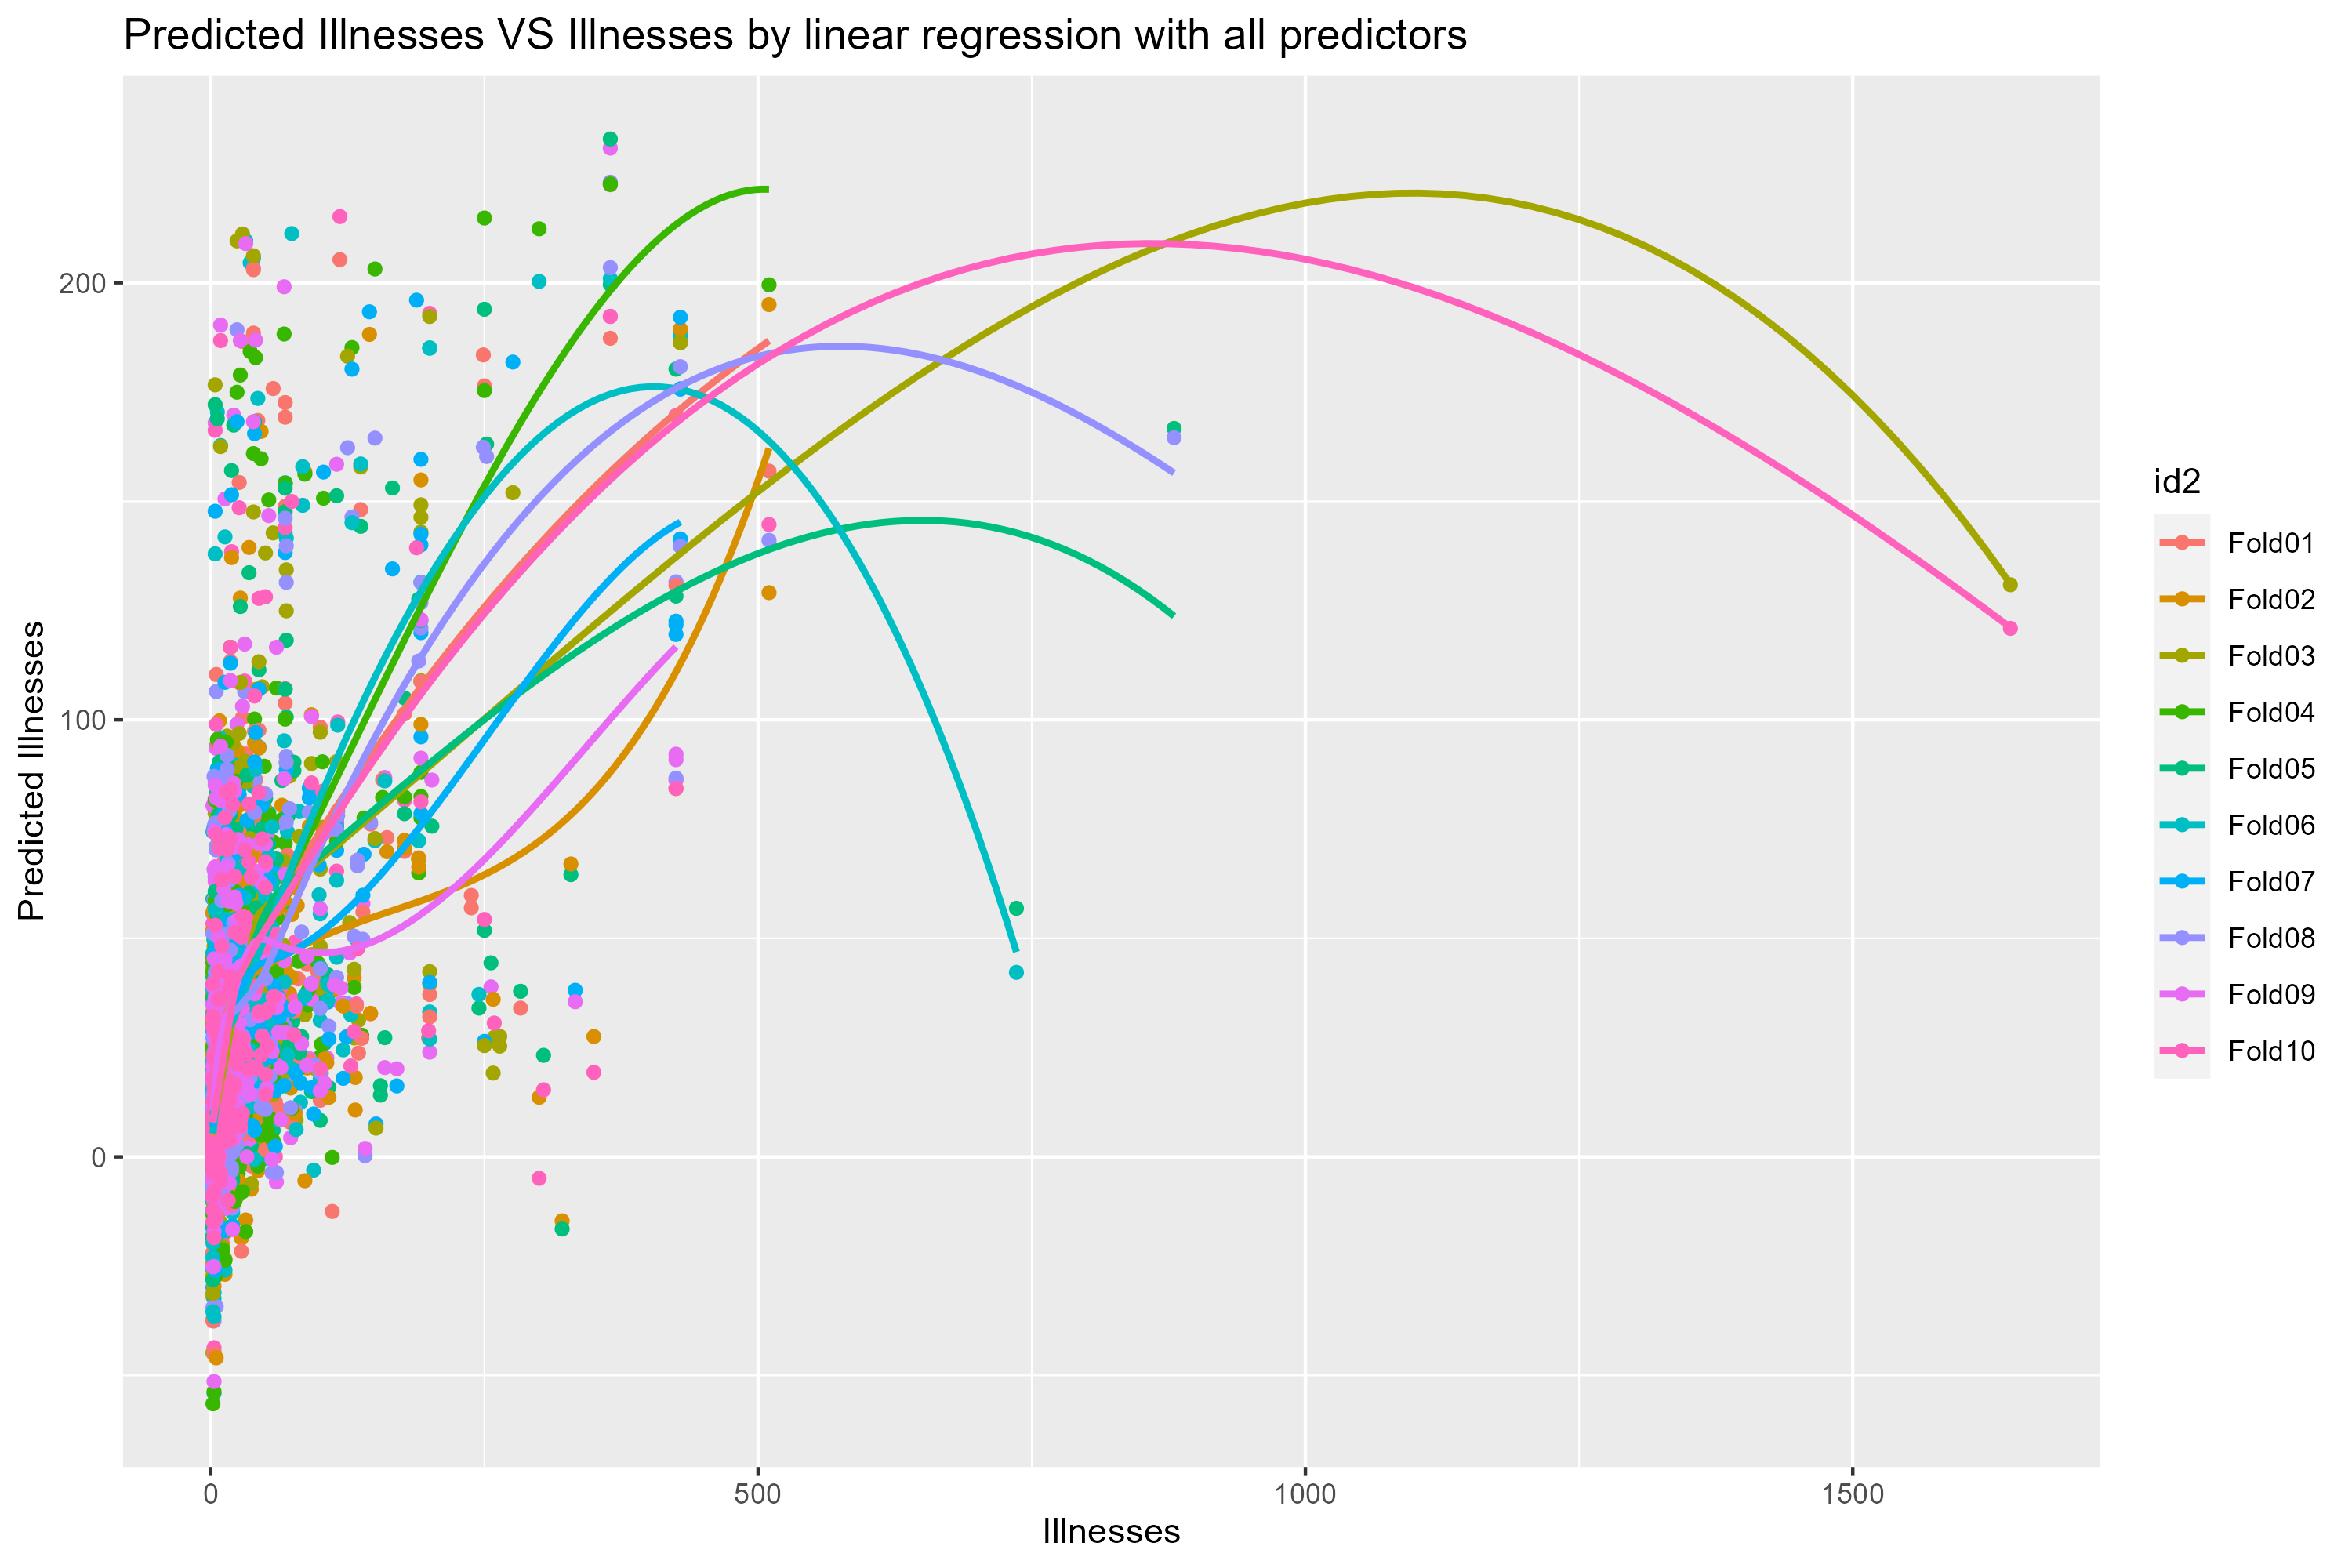 Predicted Illnesses VS Illnesses by linear regression with all predictors
Predicted Illnesses
200
100
0
0
500
1000
1500
Illnesses
id2
Fold01
Fold02
Fold03
Fold04
Fold05
Fold06
Fold07
Fold08
Fold09
Fold10